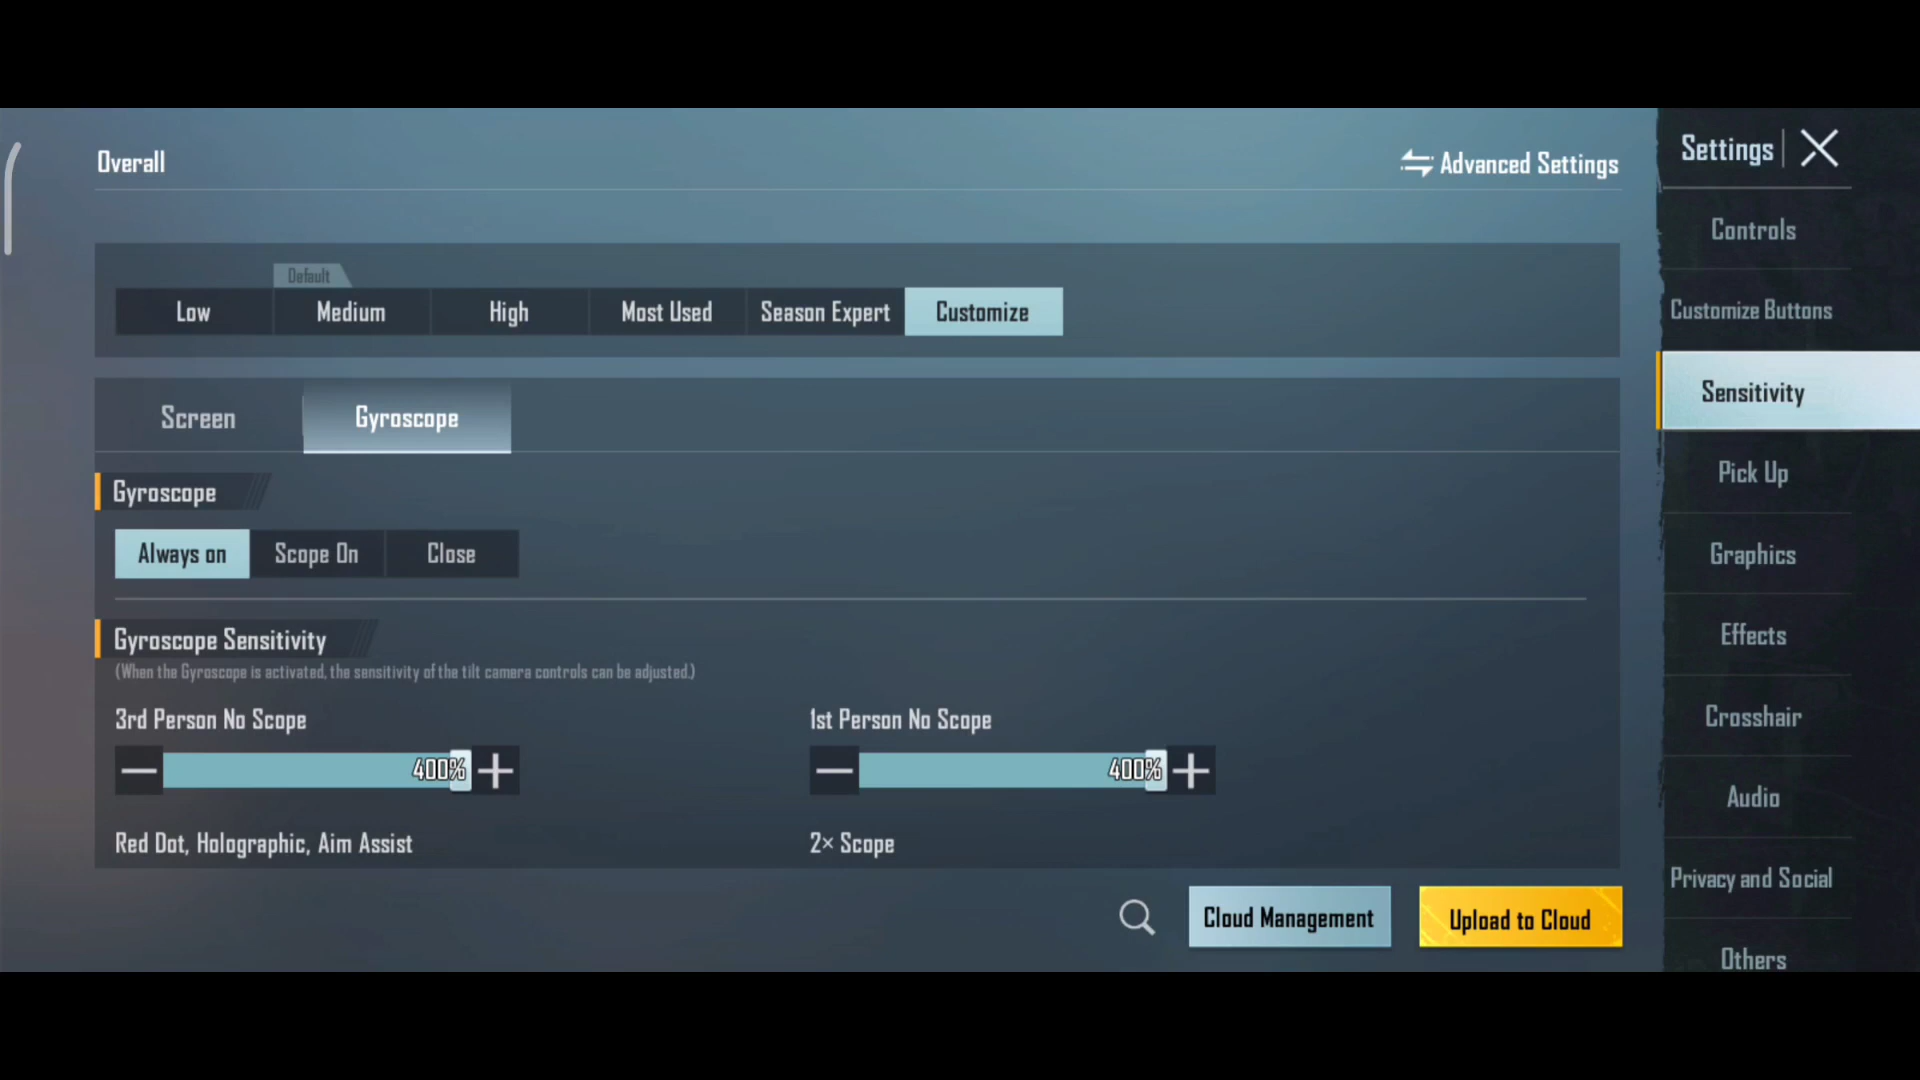 Overall
Advanced Settings
Default
Low
Medium
High
Most Used
Season Expert
Customize
Screen
Gyroscope
Gyroscope
Always on
Scope On
Close
Gyroscope Sensitivity
(When the Gyroscope is activated, the sensitivity of the tilt camera controls can be adjusted.)
3rd Person No Scope
1st Person No Scope
400%
400%
Red Dot, Holographic, Aim Assist
2× Scope
Cloud Management
Upload to Cloud
Settings
Controls
Customize Buttons
Sensitivity
Pick Up
Graphics
Effects
Crosshair
Audio
Privacy and Social
Others